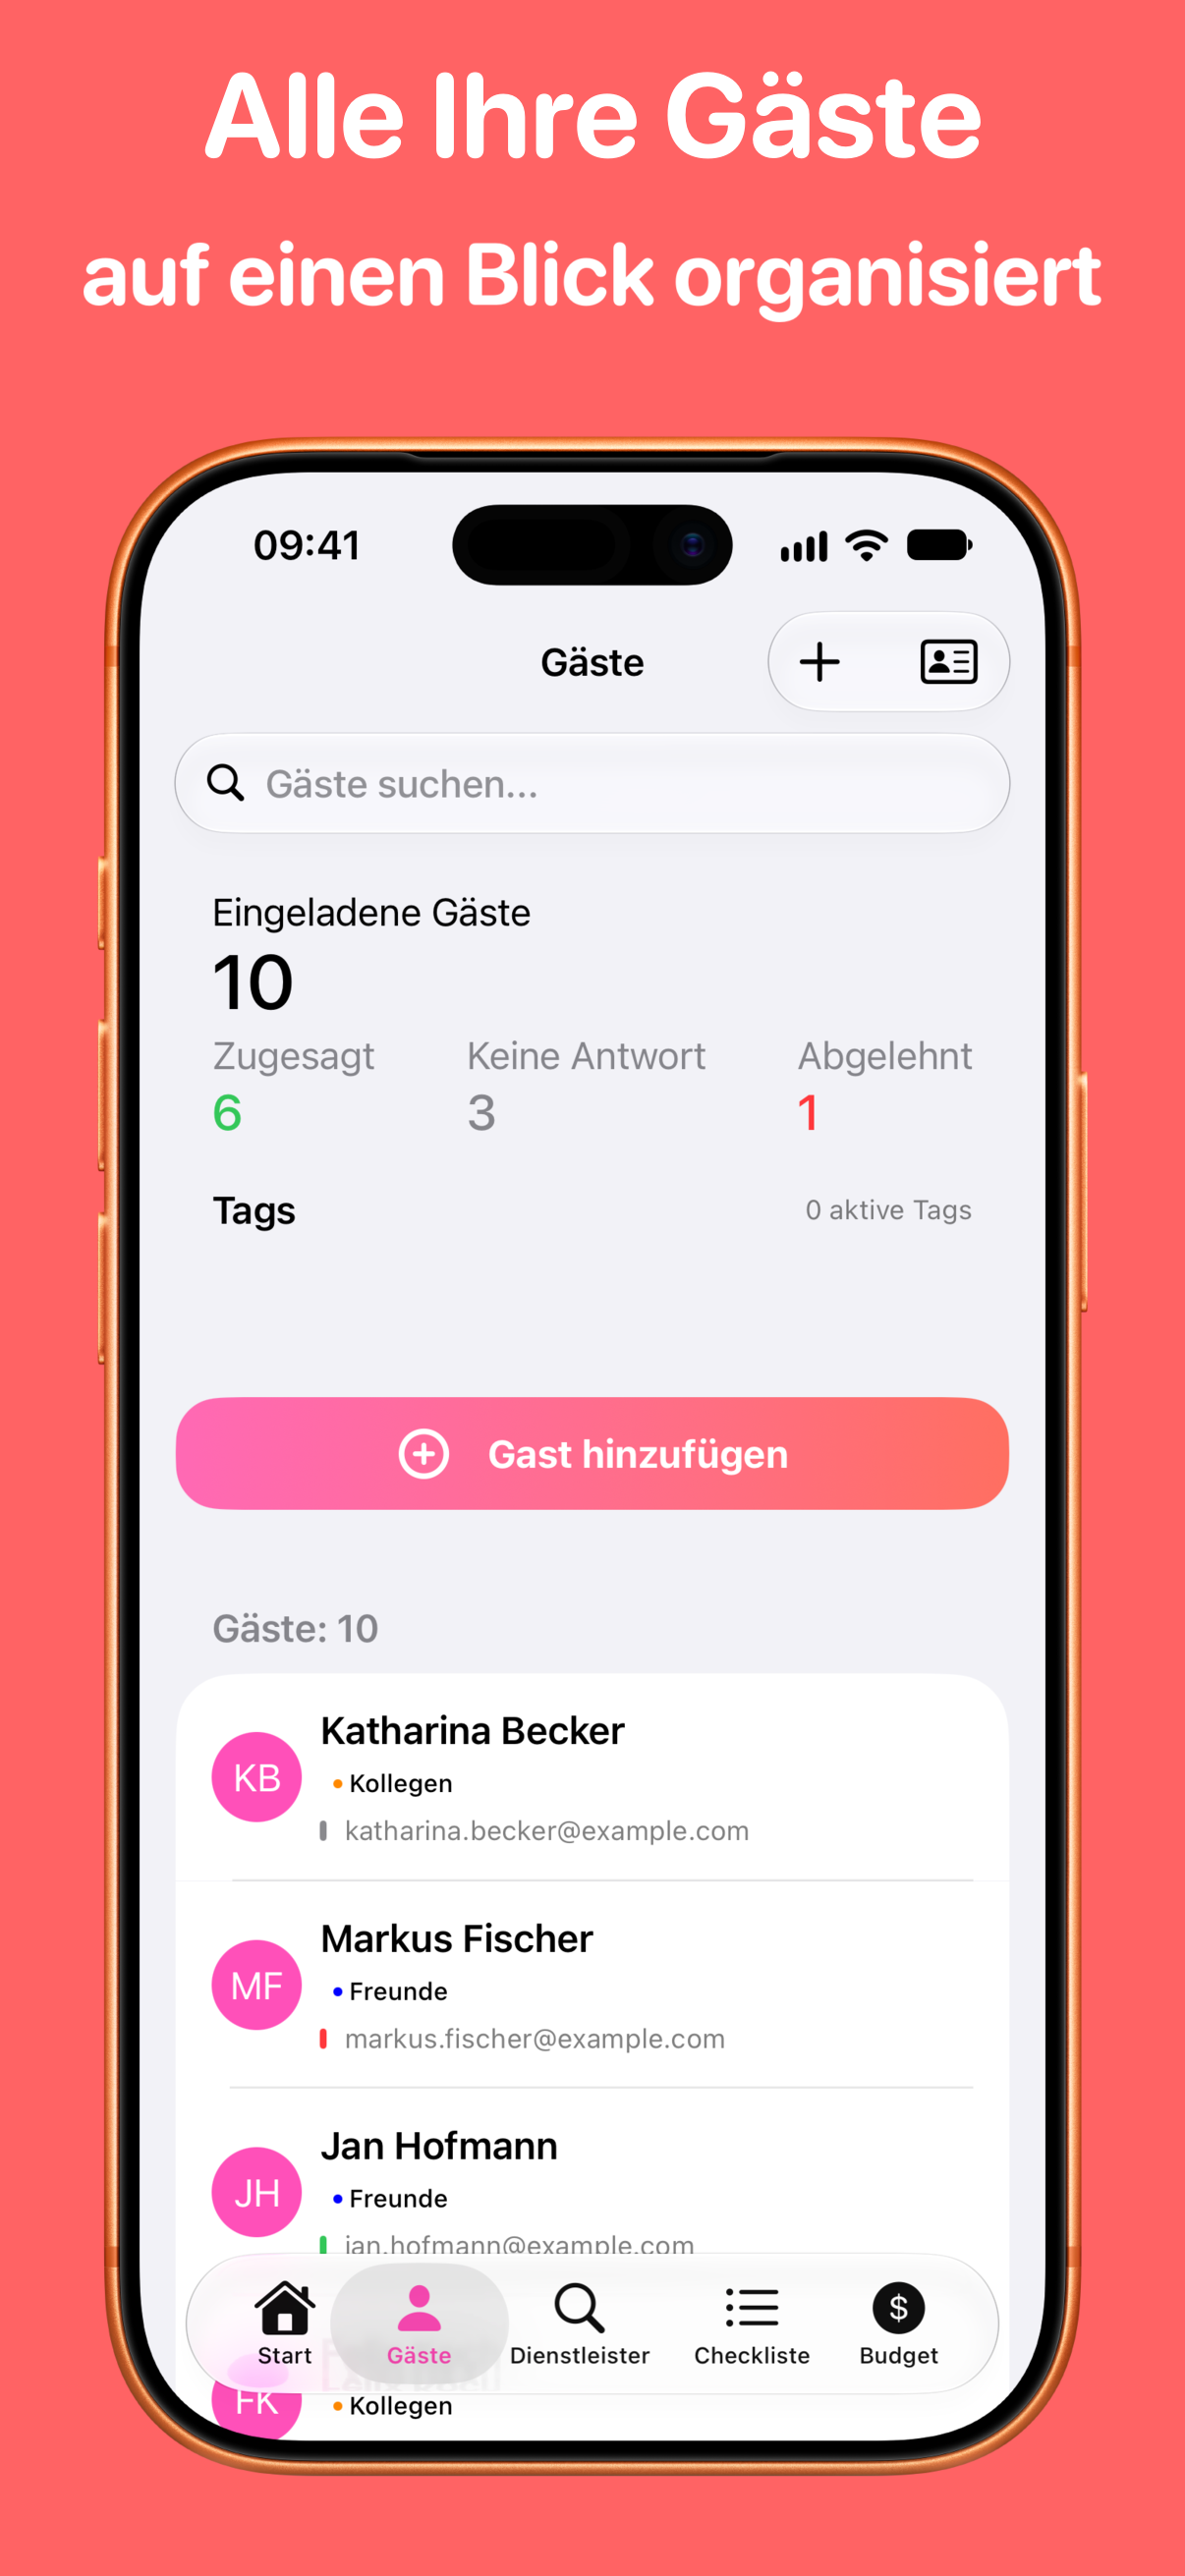 Alle Ihre Gäste
auf einen Blick organisiert
09:41
Gäste
Gäste suchen...
Eingeladene Gäste
10
Zugesagt Keine Antwort Abgelehnt
6 3 1
Tags 0 aktive Tags
Gast hinzufügen
Gäste: 10
KB
Katharina Becker
Kollegen
katharina.becker@example.com
MF
Markus Fischer
Freunde
markus.fischer@example.com
JH
Jan Hofmann
Freunde
jan.hofmann@example.com
Start Gäste Dienstleister Checkliste Budget
FK
Kollegen